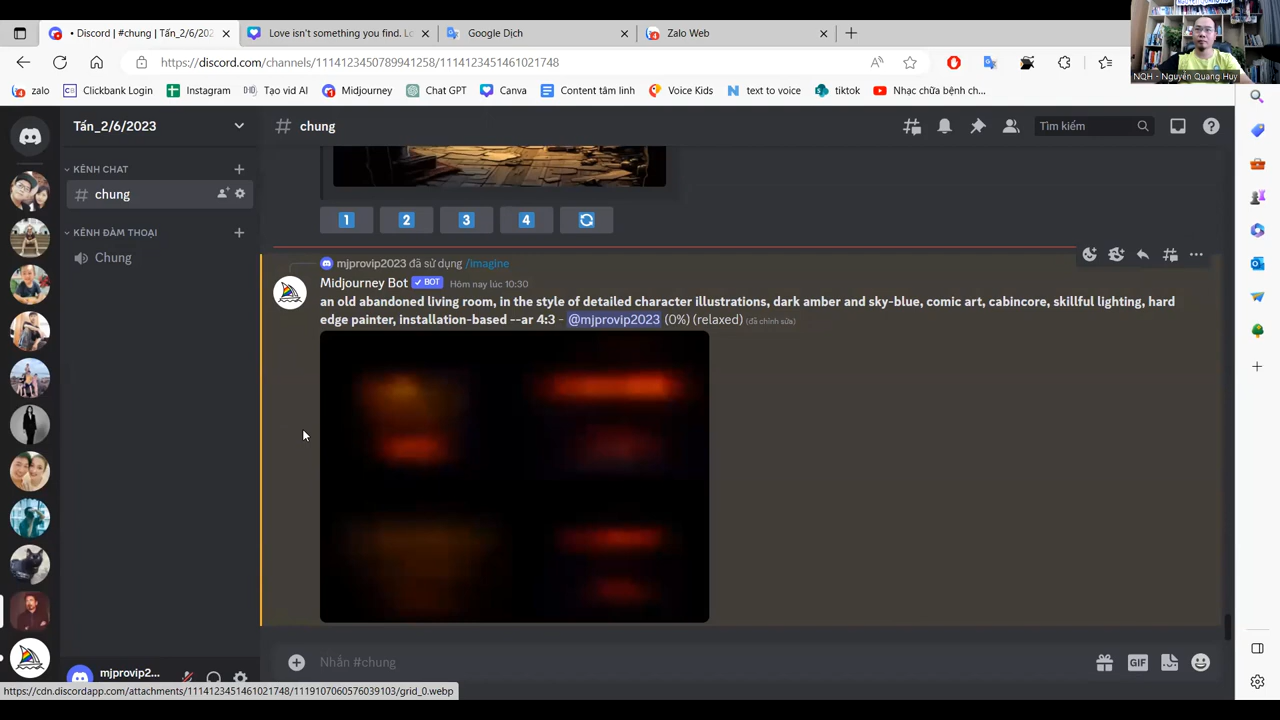 Discord | #chung | Tấn_2/6/202
Love isn't something you find. Lo
Google Dịch
Zalo Web
https://discord.com/channels/1114123450789941258/1114123451461021748
NQH - Nguyễn Quang Huy
zalo
Clickbank Login
Instagram
Tạo vid AI
Midjourney
Chat GPT
Canva
Content tâm linh
Voice Kids
text to voice
tiktok
Nhạc chữa bệnh ch...
Tấn_2/6/2023
# chung
Tìm kiếm
KÊNH CHAT
# chung
KÊNH ĐÀM THOẠI
Chung
1 2 3 4
mjprovip2023 đã sử dụng /imagine
Midjourney Bot ✓ BOT Hôm nay lúc 10:30
an old abandoned living room, in the style of detailed character illustrations, dark amber and sky-blue, comic art, cabincore, skillful lighting, hard
edge painter, installation-based --ar 4:3 - @mjprovip2023 (0%) (relaxed) (đã chỉnh sửa)
Nhắn #chung
GIF
mjprovip2...
https://cdn.discordapp.com/attachments/1114123451461021748/1119107060576039103/grid_0.webp